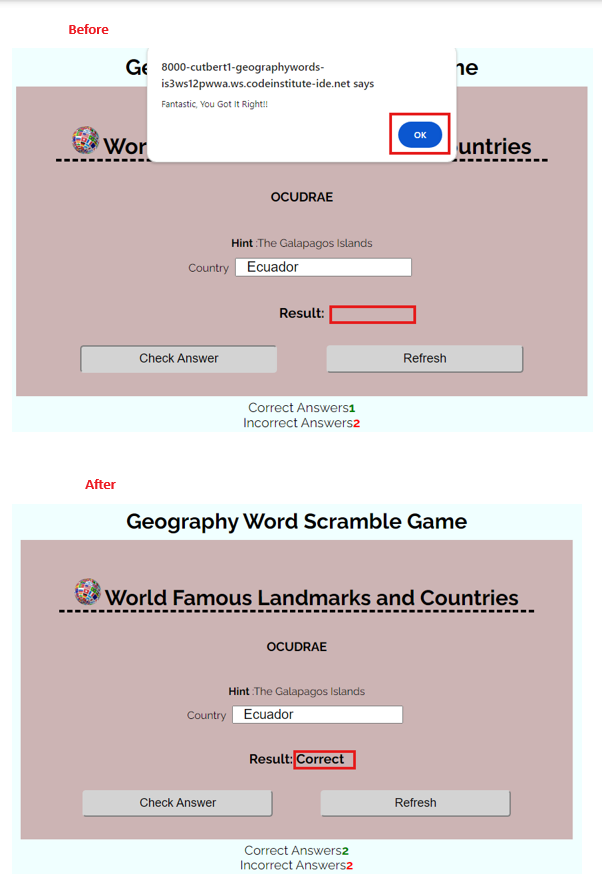 Before
8000-cutbert1-geographywords-
is3ws12pwwa.ws.codeinstitute-ide.net says
Fantastic, You Got It Right!!
OK
Ge me
Wor untries
OCUDRAE
Hint :The Galapagos Islands
Country Ecuador
Result:
Check Answer Refresh
Correct Answers1
Incorrect Answers2
After
Geography Word Scramble Game
World Famous Landmarks and Countries
OCUDRAE
Hint :The Galapagos Islands
Country Ecuador
Result: Correct
Check Answer Refresh
Correct Answers2
Incorrect Answers2